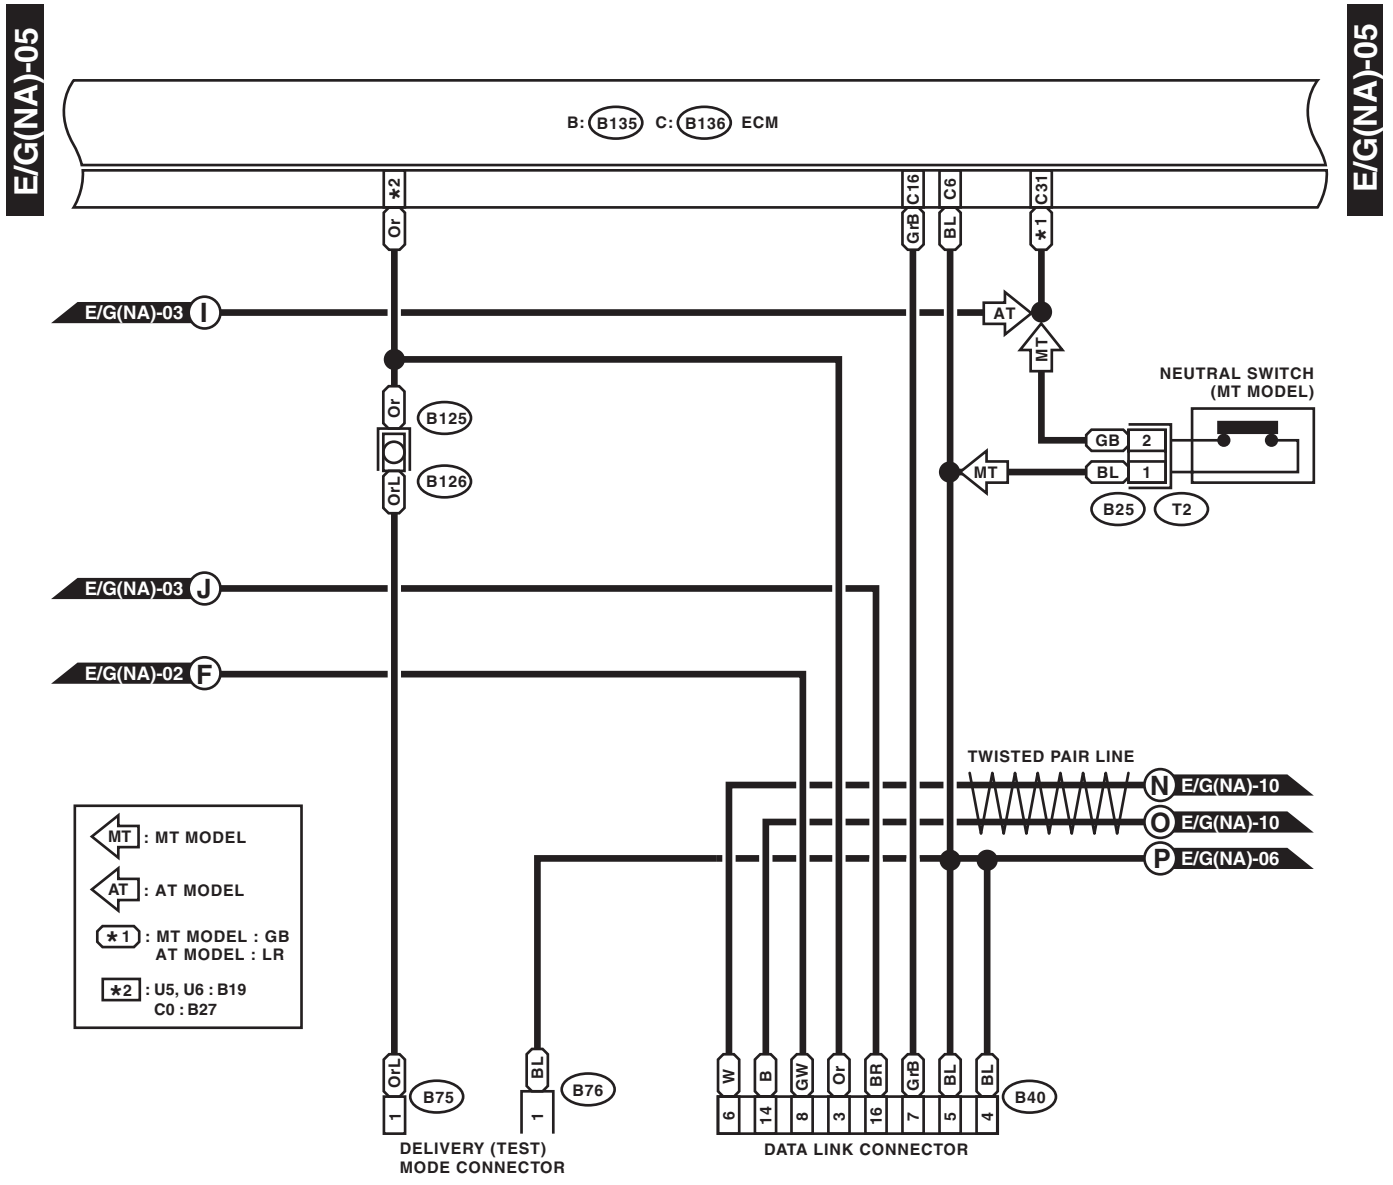 E/G(NA)-05
E/G(NA)-05
B: B135 C: B136 ECM
*2 C16 C6 C31
Or GrB BL *1
E/G(NA)-03 I
AT
MT
NEUTRAL SWITCH
(MT MODEL)
Or B125
GB 2
MT BL 1
OrL B126
B25 T2
E/G(NA)-03 J
E/G(NA)-02 F
TWISTED PAIR LINE
N E/G(NA)-10
O E/G(NA)-10
P E/G(NA)-06
MT : MT MODEL
AT : AT MODEL
*1 : MT MODEL : GB
AT MODEL : LR
*2 : U5, U6 : B19
C0 : B27
OrL B75
BL B76
W B GW Or BR GrB BL BL B40
1 1 6 14 8 3 16 7 5 4
DELIVERY (TEST)
MODE CONNECTOR
DATA LINK CONNECTOR